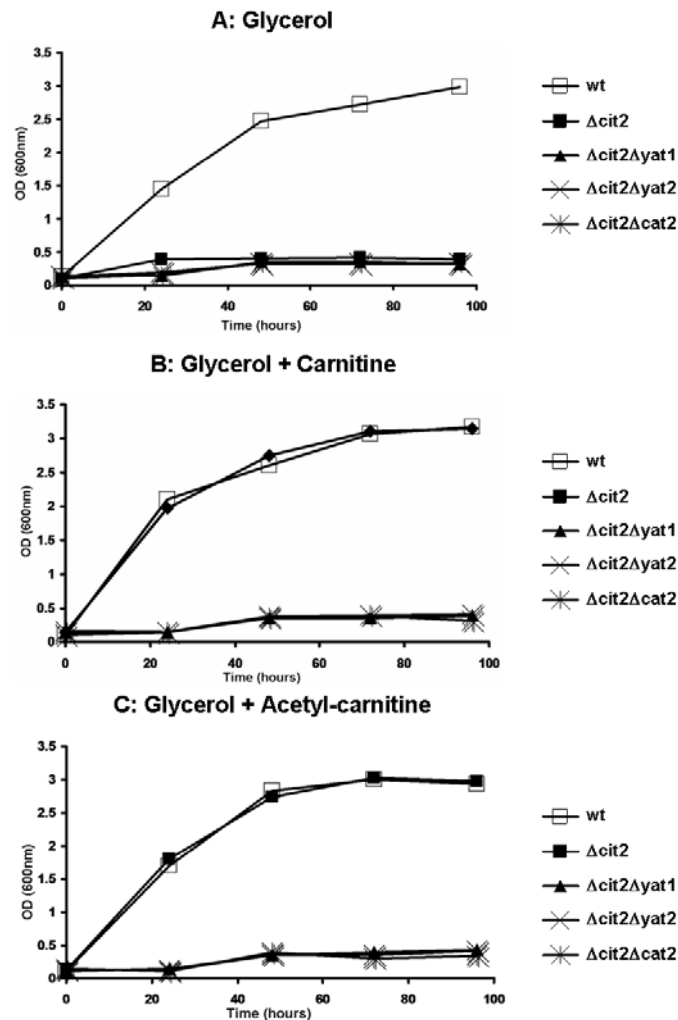 A: Glycerol
OD (600nm)
3.5
3
2.5
2
1.5
1
0.5
0
0 20 40 60 80 100
Time (hours)
wt
Δcit2
Δcit2Δyat1
Δcit2Δyat2
Δcit2Δcat2
B: Glycerol + Carnitine
OD (600nm)
3.5
3
2.5
2
1.5
1
0.5
0
0 20 40 60 80 100
Time (hours)
wt
Δcit2
Δcit2Δyat1
Δcit2Δyat2
Δcit2Δcat2
C: Glycerol + Acetyl-carnitine
OD (600nm)
3.5
3
2.5
2
1.5
1
0.5
0
0 20 40 60 80 100
Time (hours)
wt
Δcit2
Δcit2Δyat1
Δcit2Δyat2
Δcit2Δcat2